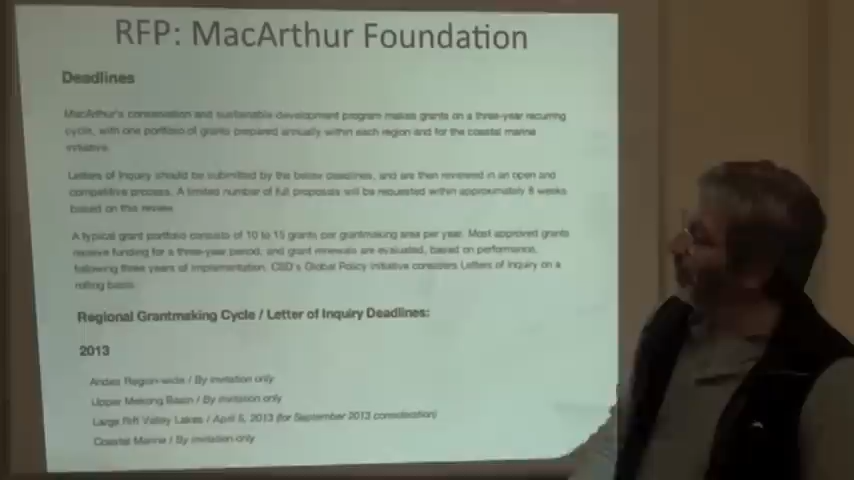 RFP: MacArthur Foundation
Deadlines
MacArthur's conservation and sustainable development program makes grants on a three-year recurring
cycle, with one portfolio of grants prepared annually within each region and for the coastal marine
initiative.
Letters of Inquiry should be submitted by the below deadlines, and are then reviewed in an open and
competitive process. A limited number of full proposals will be requested within approximately 8 weeks
based on this review.
A typical grant portfolio consists of 10 to 15 grants per grantmaking area per year. Most approved grants
receive funding for a three-year period, and grant renewals are evaluated, based on performance,
following three years of implementation. CSD's Global Policy initiative considers Letters of Inquiry on a
rolling basis.
Regional Grantmaking Cycle / Letter of Inquiry Deadlines:
2013
Andes Region-wide / By invitation only
Upper Mekong Basin / By invitation only
Large Rift Valley Lakes / April 5, 2013 (for September 2013 consideration)
Coastal Marine / By invitation only